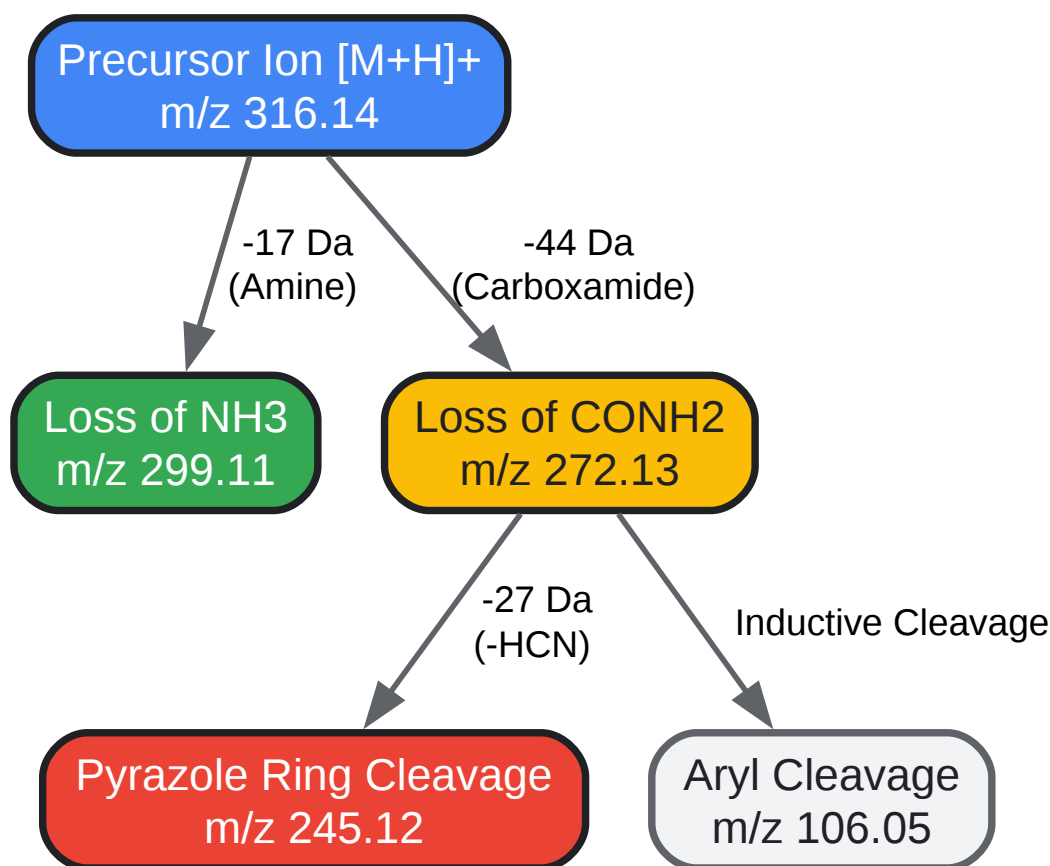 Precursor Ion [M+H]+
m/z 316.14
-17 Da
(Amine)
-44 Da
(Carboxamide)
Loss of NH3
m/z 299.11
Loss of CONH2
m/z 272.13
-27 Da
(-HCN)
Inductive Cleavage
Pyrazole Ring Cleavage
m/z 245.12
Aryl Cleavage
m/z 106.05